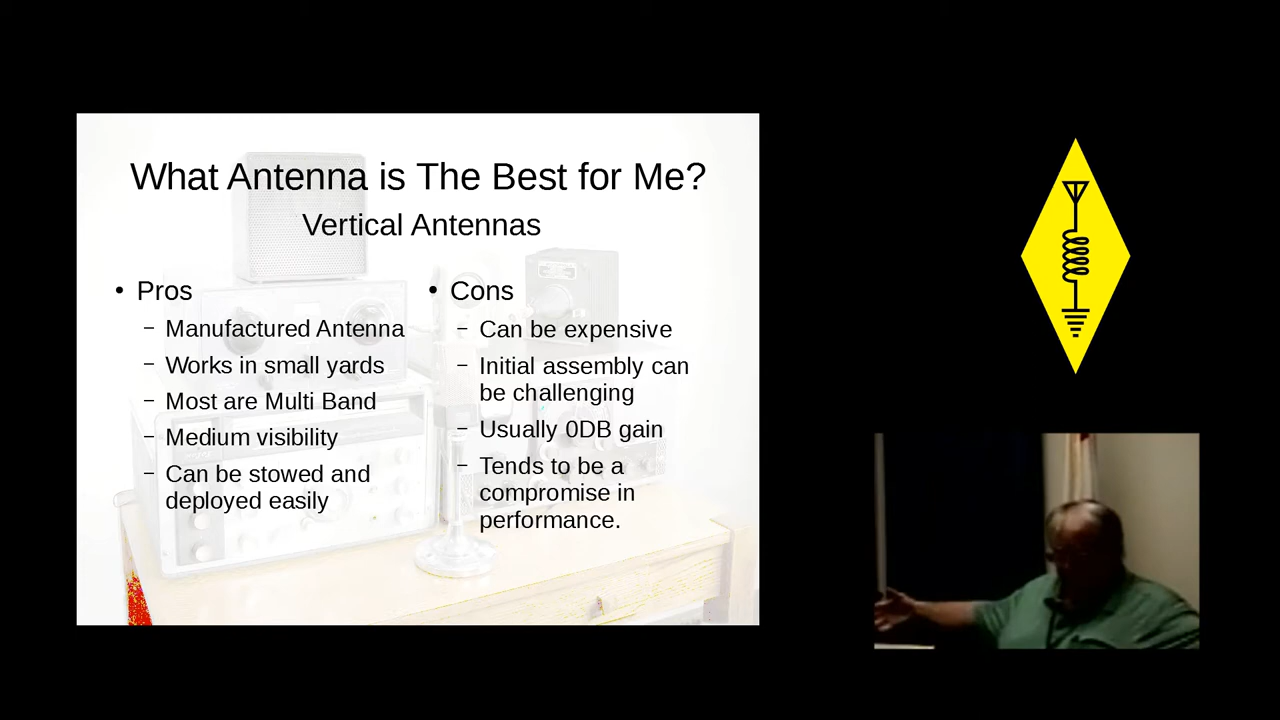 What Antenna is The Best for Me?
Vertical Antennas
• Pros
– Manufactured Antenna
– Works in small yards
– Most are Multi Band
– Medium visibility
– Can be stowed and
deployed easily
• Cons
– Can be expensive
– Initial assembly can
be challenging
– Usually 0DB gain
– Tends to be a
compromise in
performance.